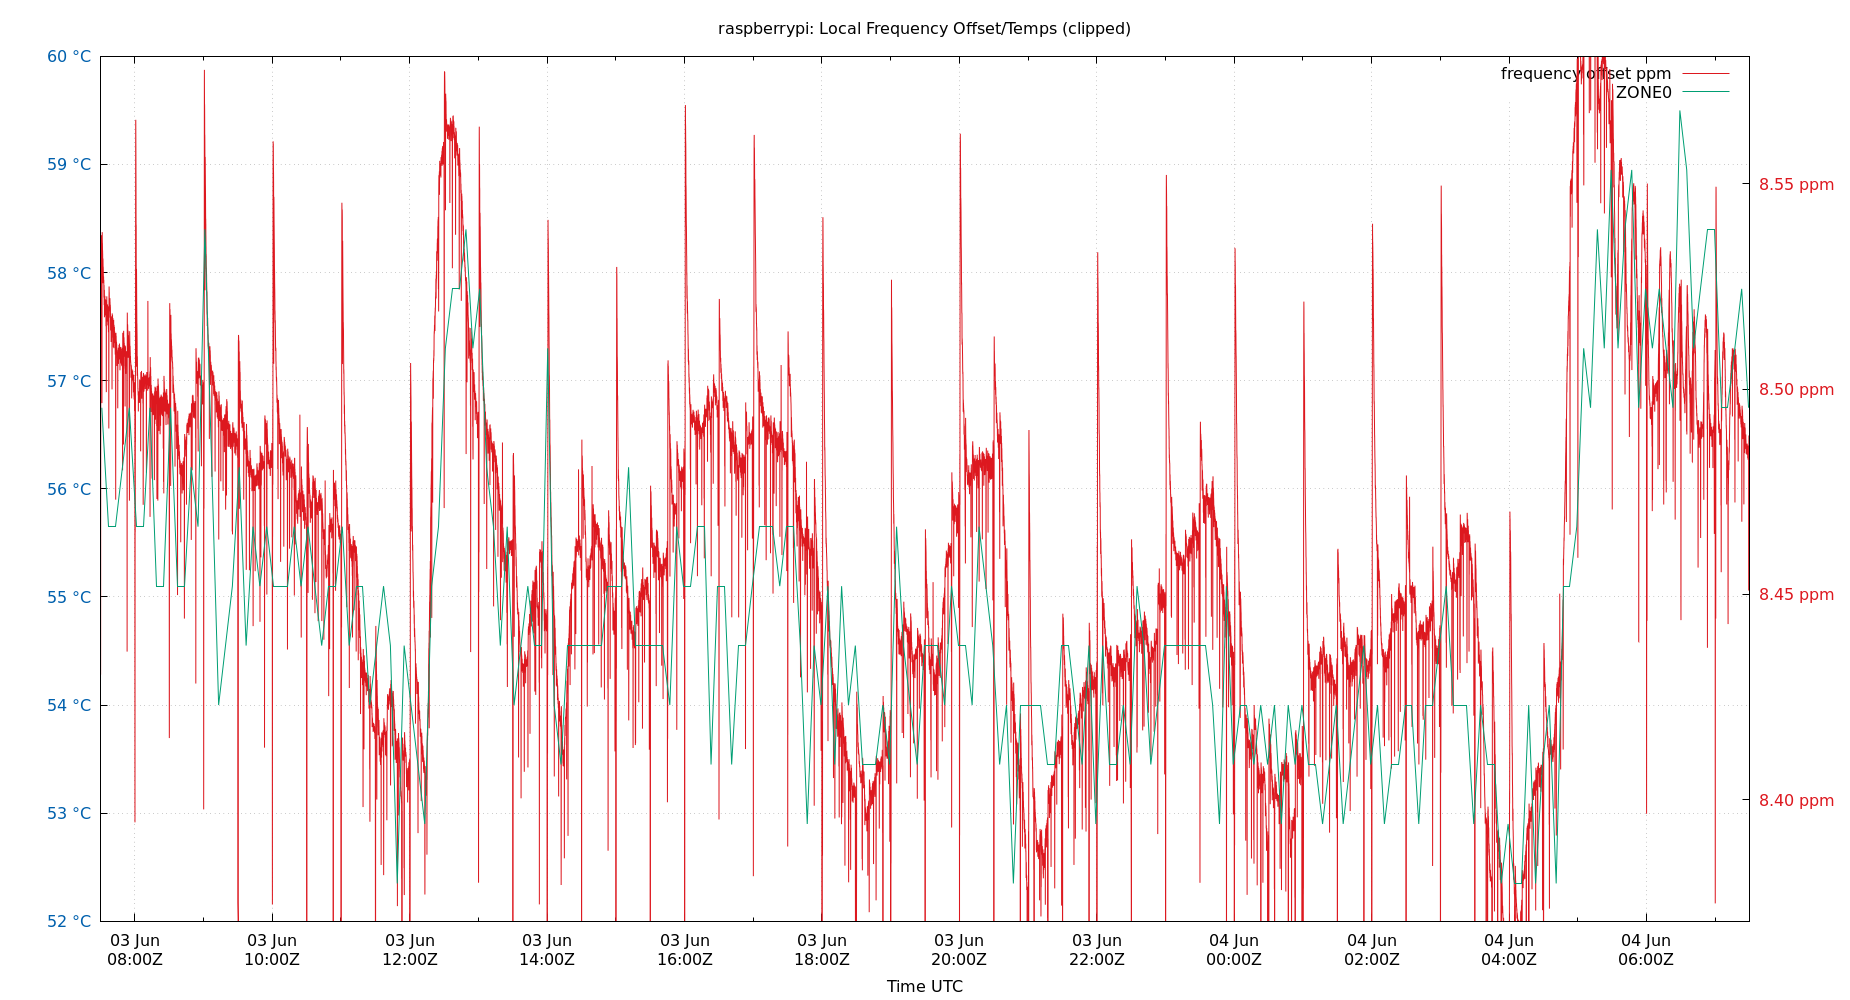 raspberrypi: Local Frequency Offset/Temps (clipped)
60 °C
59 °C
58 °C
57 °C
56 °C
55 °C
54 °C
53 °C
52 °C
frequency offset ppm
ZONE0
8.55 ppm
8.50 ppm
8.45 ppm
8.40 ppm
03 Jun 03 Jun 03 Jun 03 Jun 03 Jun 03 Jun 03 Jun 03 Jun 04 Jun 04 Jun 04 Jun 04 Jun
08:00Z 10:00Z 12:00Z 14:00Z 16:00Z 18:00Z 20:00Z 22:00Z 00:00Z 02:00Z 04:00Z 06:00Z
Time UTC